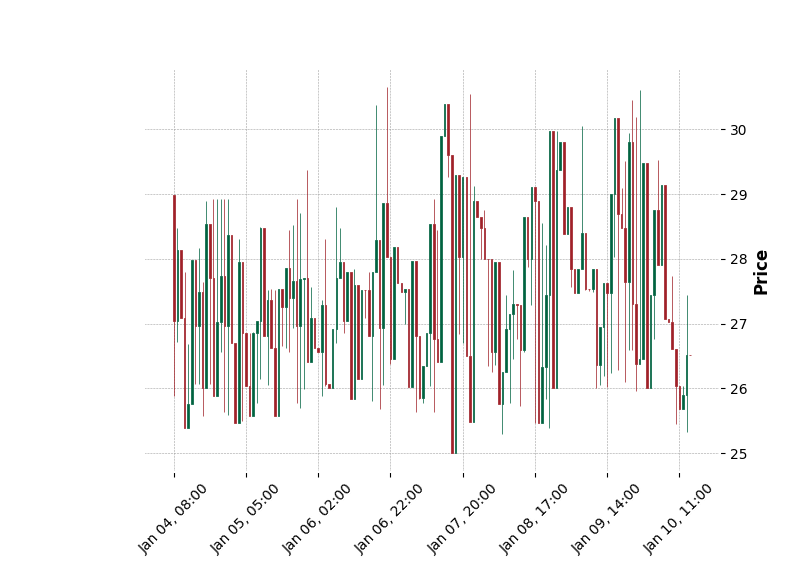 30
29
28
27
26
25
Price
Jan 04, 08:00
Jan 05, 05:00
Jan 06, 02:00
Jan 06, 22:00
Jan 07, 20:00
Jan 08, 17:00
Jan 09, 14:00
Jan 10, 11:00